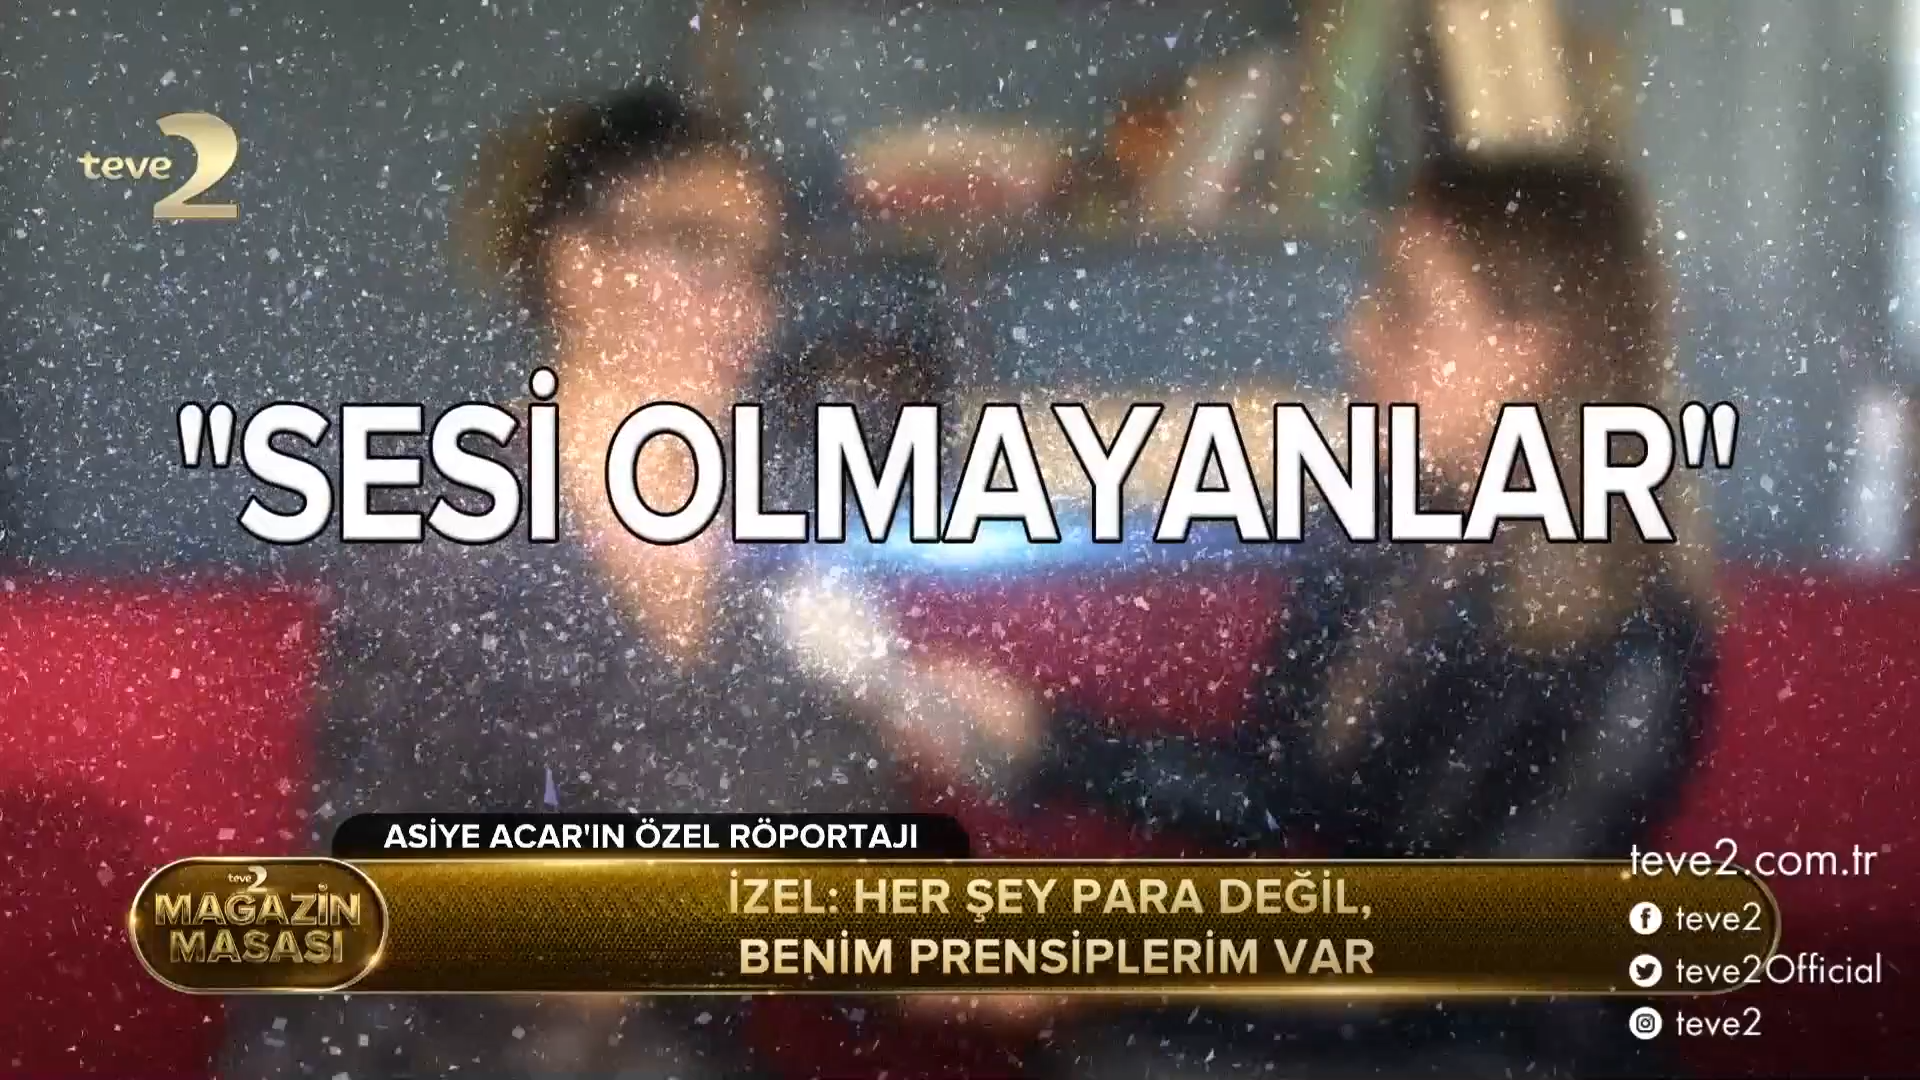 teve2
"SESİ OLMAYANLAR"
ASİYE ACAR'IN ÖZEL RÖPORTAJI
teve2
MAGAZİN
MASASI
İZEL: HER ŞEY PARA DEĞİL,
BENİM PRENSİPLERİM VAR
teve2.com.tr
teve2
teve2Official
teve2